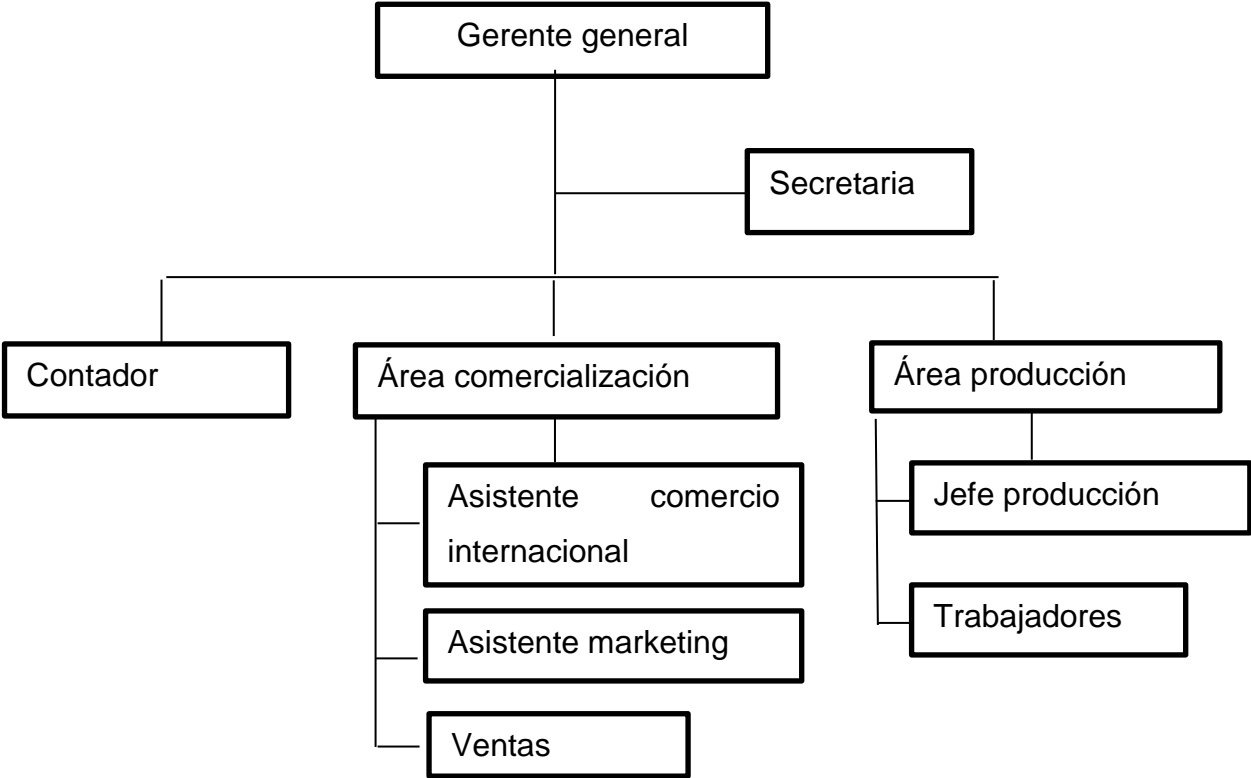 Gerente general
Secretaria
Contador
Área comercialización
Área producción
Asistente comercio
internacional
Jefe producción
Asistente marketing
Trabajadores
Ventas